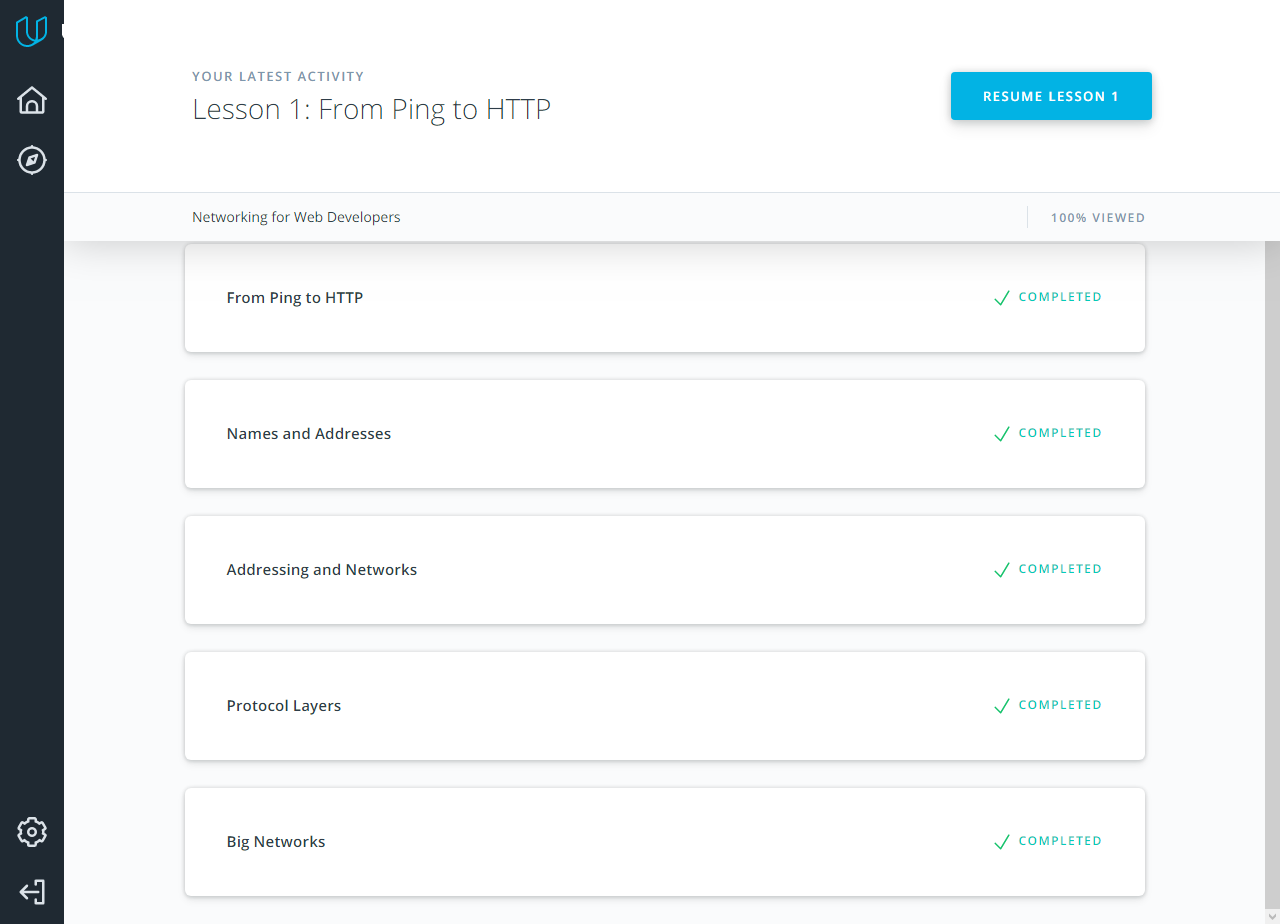 YOUR LATEST ACTIVITY
Lesson 1: From Ping to HTTP
RESUME LESSON 1
Networking for Web Developers
100% VIEWED
From Ping to HTTP
COMPLETED
Names and Addresses
COMPLETED
Addressing and Networks
COMPLETED
Protocol Layers
COMPLETED
Big Networks
COMPLETED